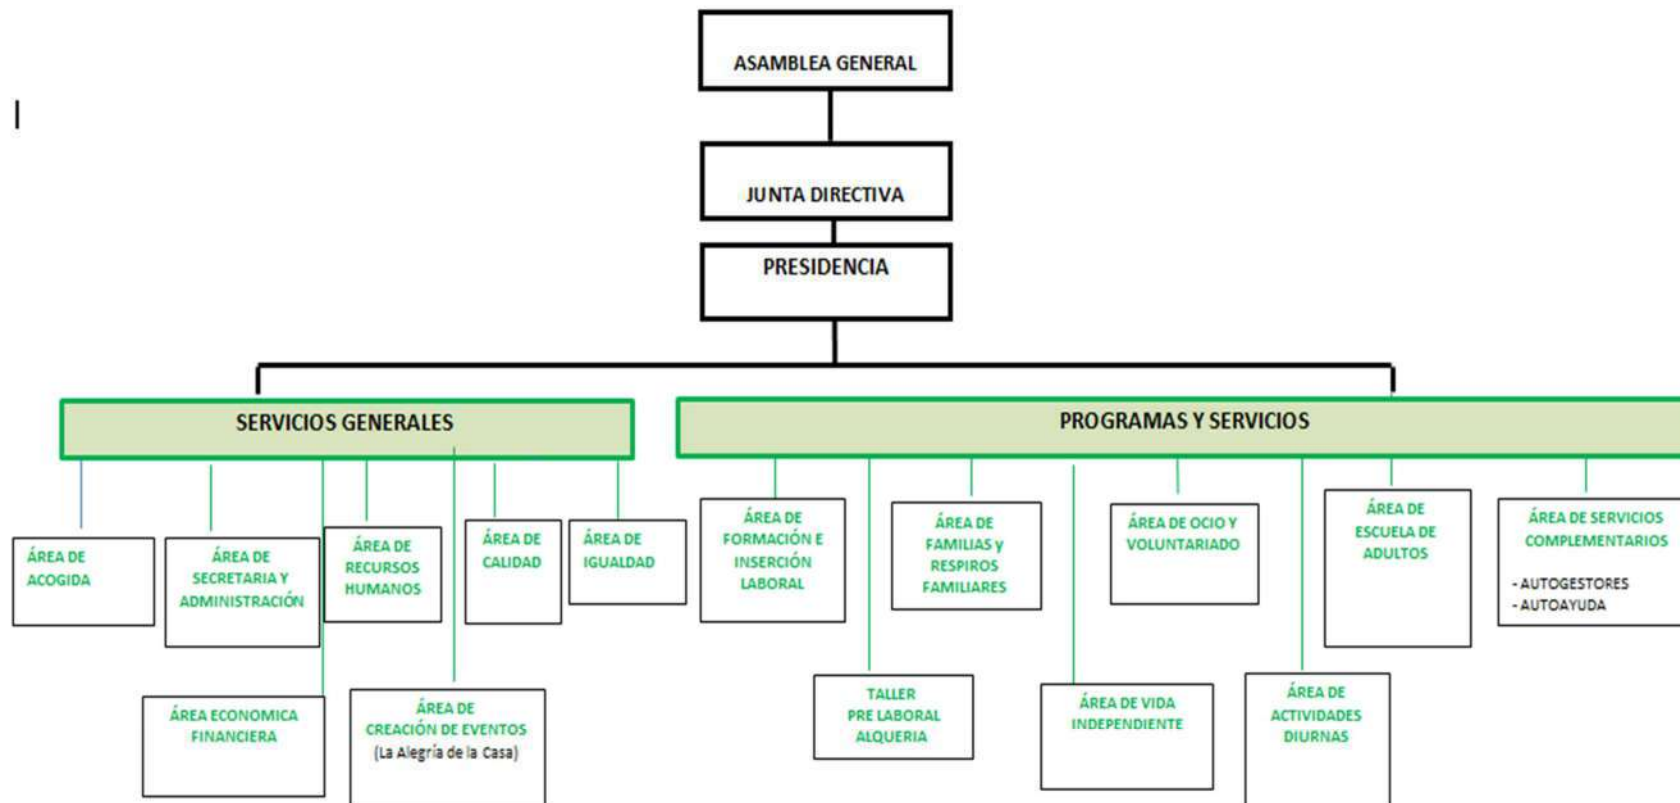 ASAMBLEA GENERAL
JUNTA DIRECTIVA
PRESIDENCIA
SERVICIOS GENERALES
PROGRAMAS Y SERVICIOS
ÁREA DE
ACOGIDA
ÁREA DE
SECRETARIA Y
ADMINISTRACIÓN
ÁREA DE
RECURSOS
HUMANOS
ÁREA DE
CALIDAD
ÁREA DE
IGUALDAD
ÁREA DE
FORMACIÓN E
INSERCIÓN
LABORAL
ÁREA DE
FAMILIAS y
RESPIROS
FAMILIARES
ÁREA DE OCIO Y
VOLUNTARIADO
ÁREA DE
ESCUELA DE
ADULTOS
ÁREA DE SERVICIOS
COMPLEMENTARIOS
- AUTOGESTORES
- AUTOAYUDA
ÁREA ECONOMICA
FINANCIERA
ÁREA DE
CREACIÓN DE EVENTOS
(La Alegría de la Casa)
TALLER
PRE LABORAL
ALQUERIA
ÁREA DE VIDA
INDEPENDIENTE
ÁREA DE
ACTIVIDADES
DIURNAS